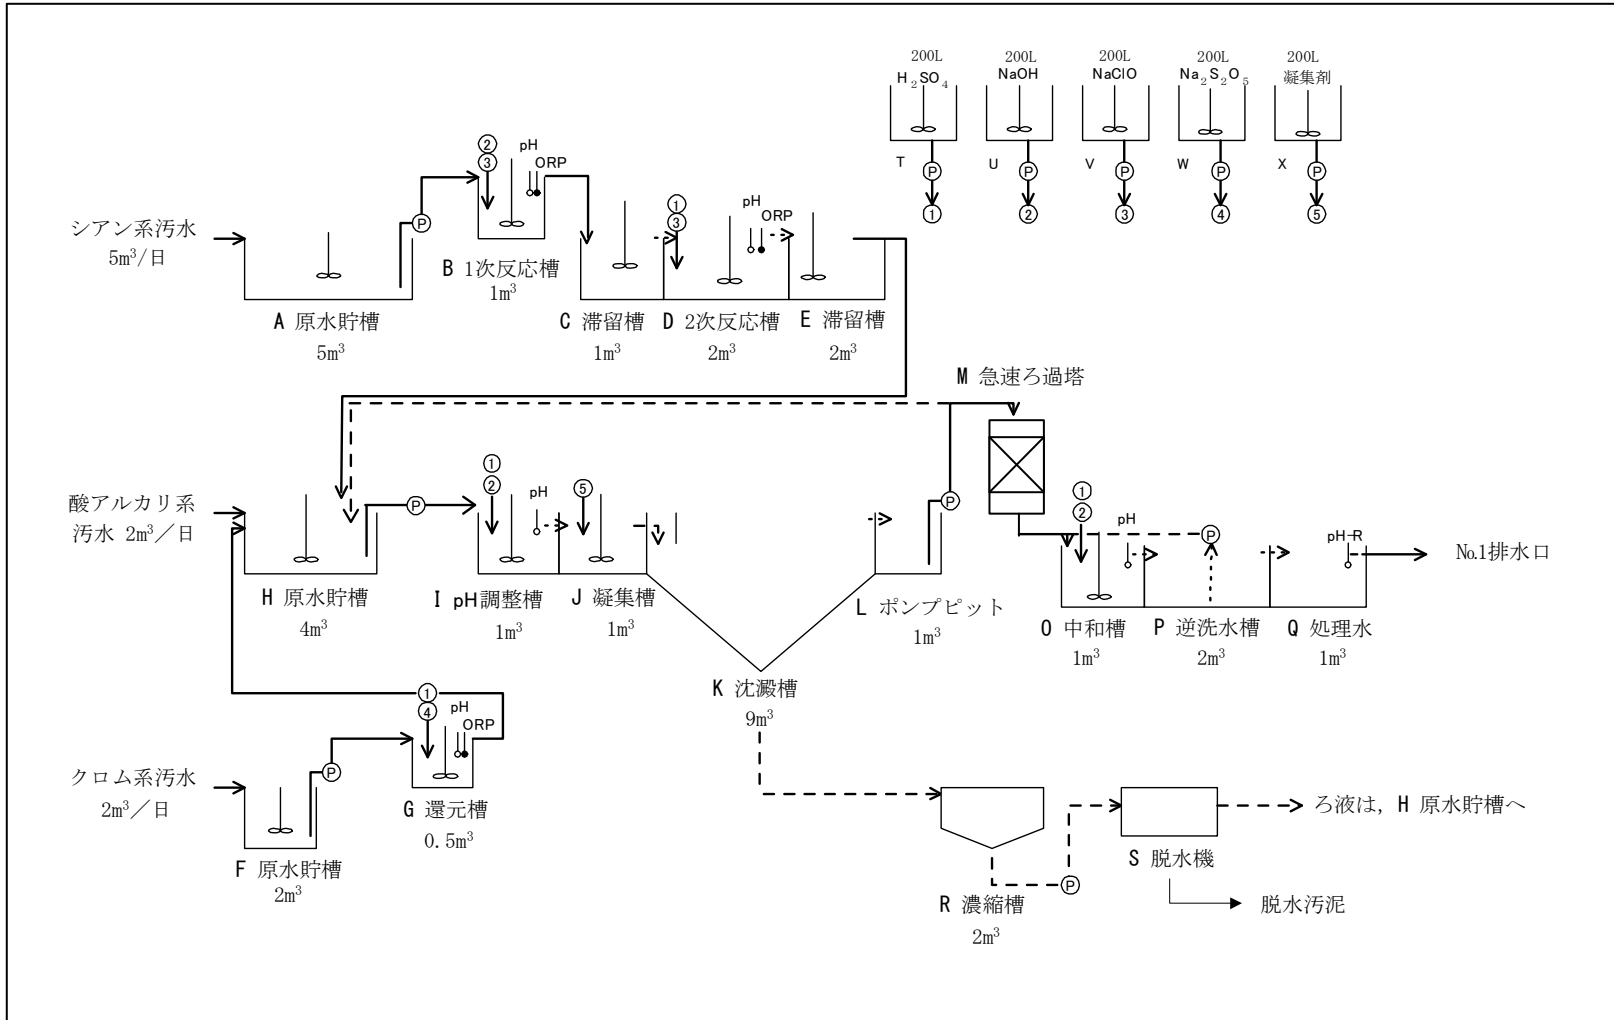 200L
H₂SO₄
200L
NaOH
200L
NaClO
200L
Na₂S₂O₅
200L
凝集剤
T
P
①
U
P
②
V
P
③
W
P
④
X
P
⑤
シアン系汚水
5m³/日
A 原水貯槽
5m³
P
②
③
pH
ORP
B 1次反応槽
1m³
C 滞留槽
1m³
①
③
pH
ORP
D 2次反応槽
2m³
E 滞留槽
2m³
M 急速ろ過塔
酸アルカリ系
汚水 2m³/日
H 原水貯槽
4m³
P
①
②
pH
I pH調整槽
1m³
⑤
J 凝集槽
1m³
K 沈澱槽
9m³
P
L ポンプピット
1m³
①
②
pH
O 中和槽
1m³
P
P 逆洗水槽
2m³
pH-R
Q 処理水
1m³
№1排水口
クロム系汚水
2m³/日
F 原水貯槽
2m³
P
①
④
pH
ORP
G 還元槽
0.5m³
R 濃縮槽
2m³
P
S 脱水機
ろ液は，H 原水貯槽へ
脱水汚泥